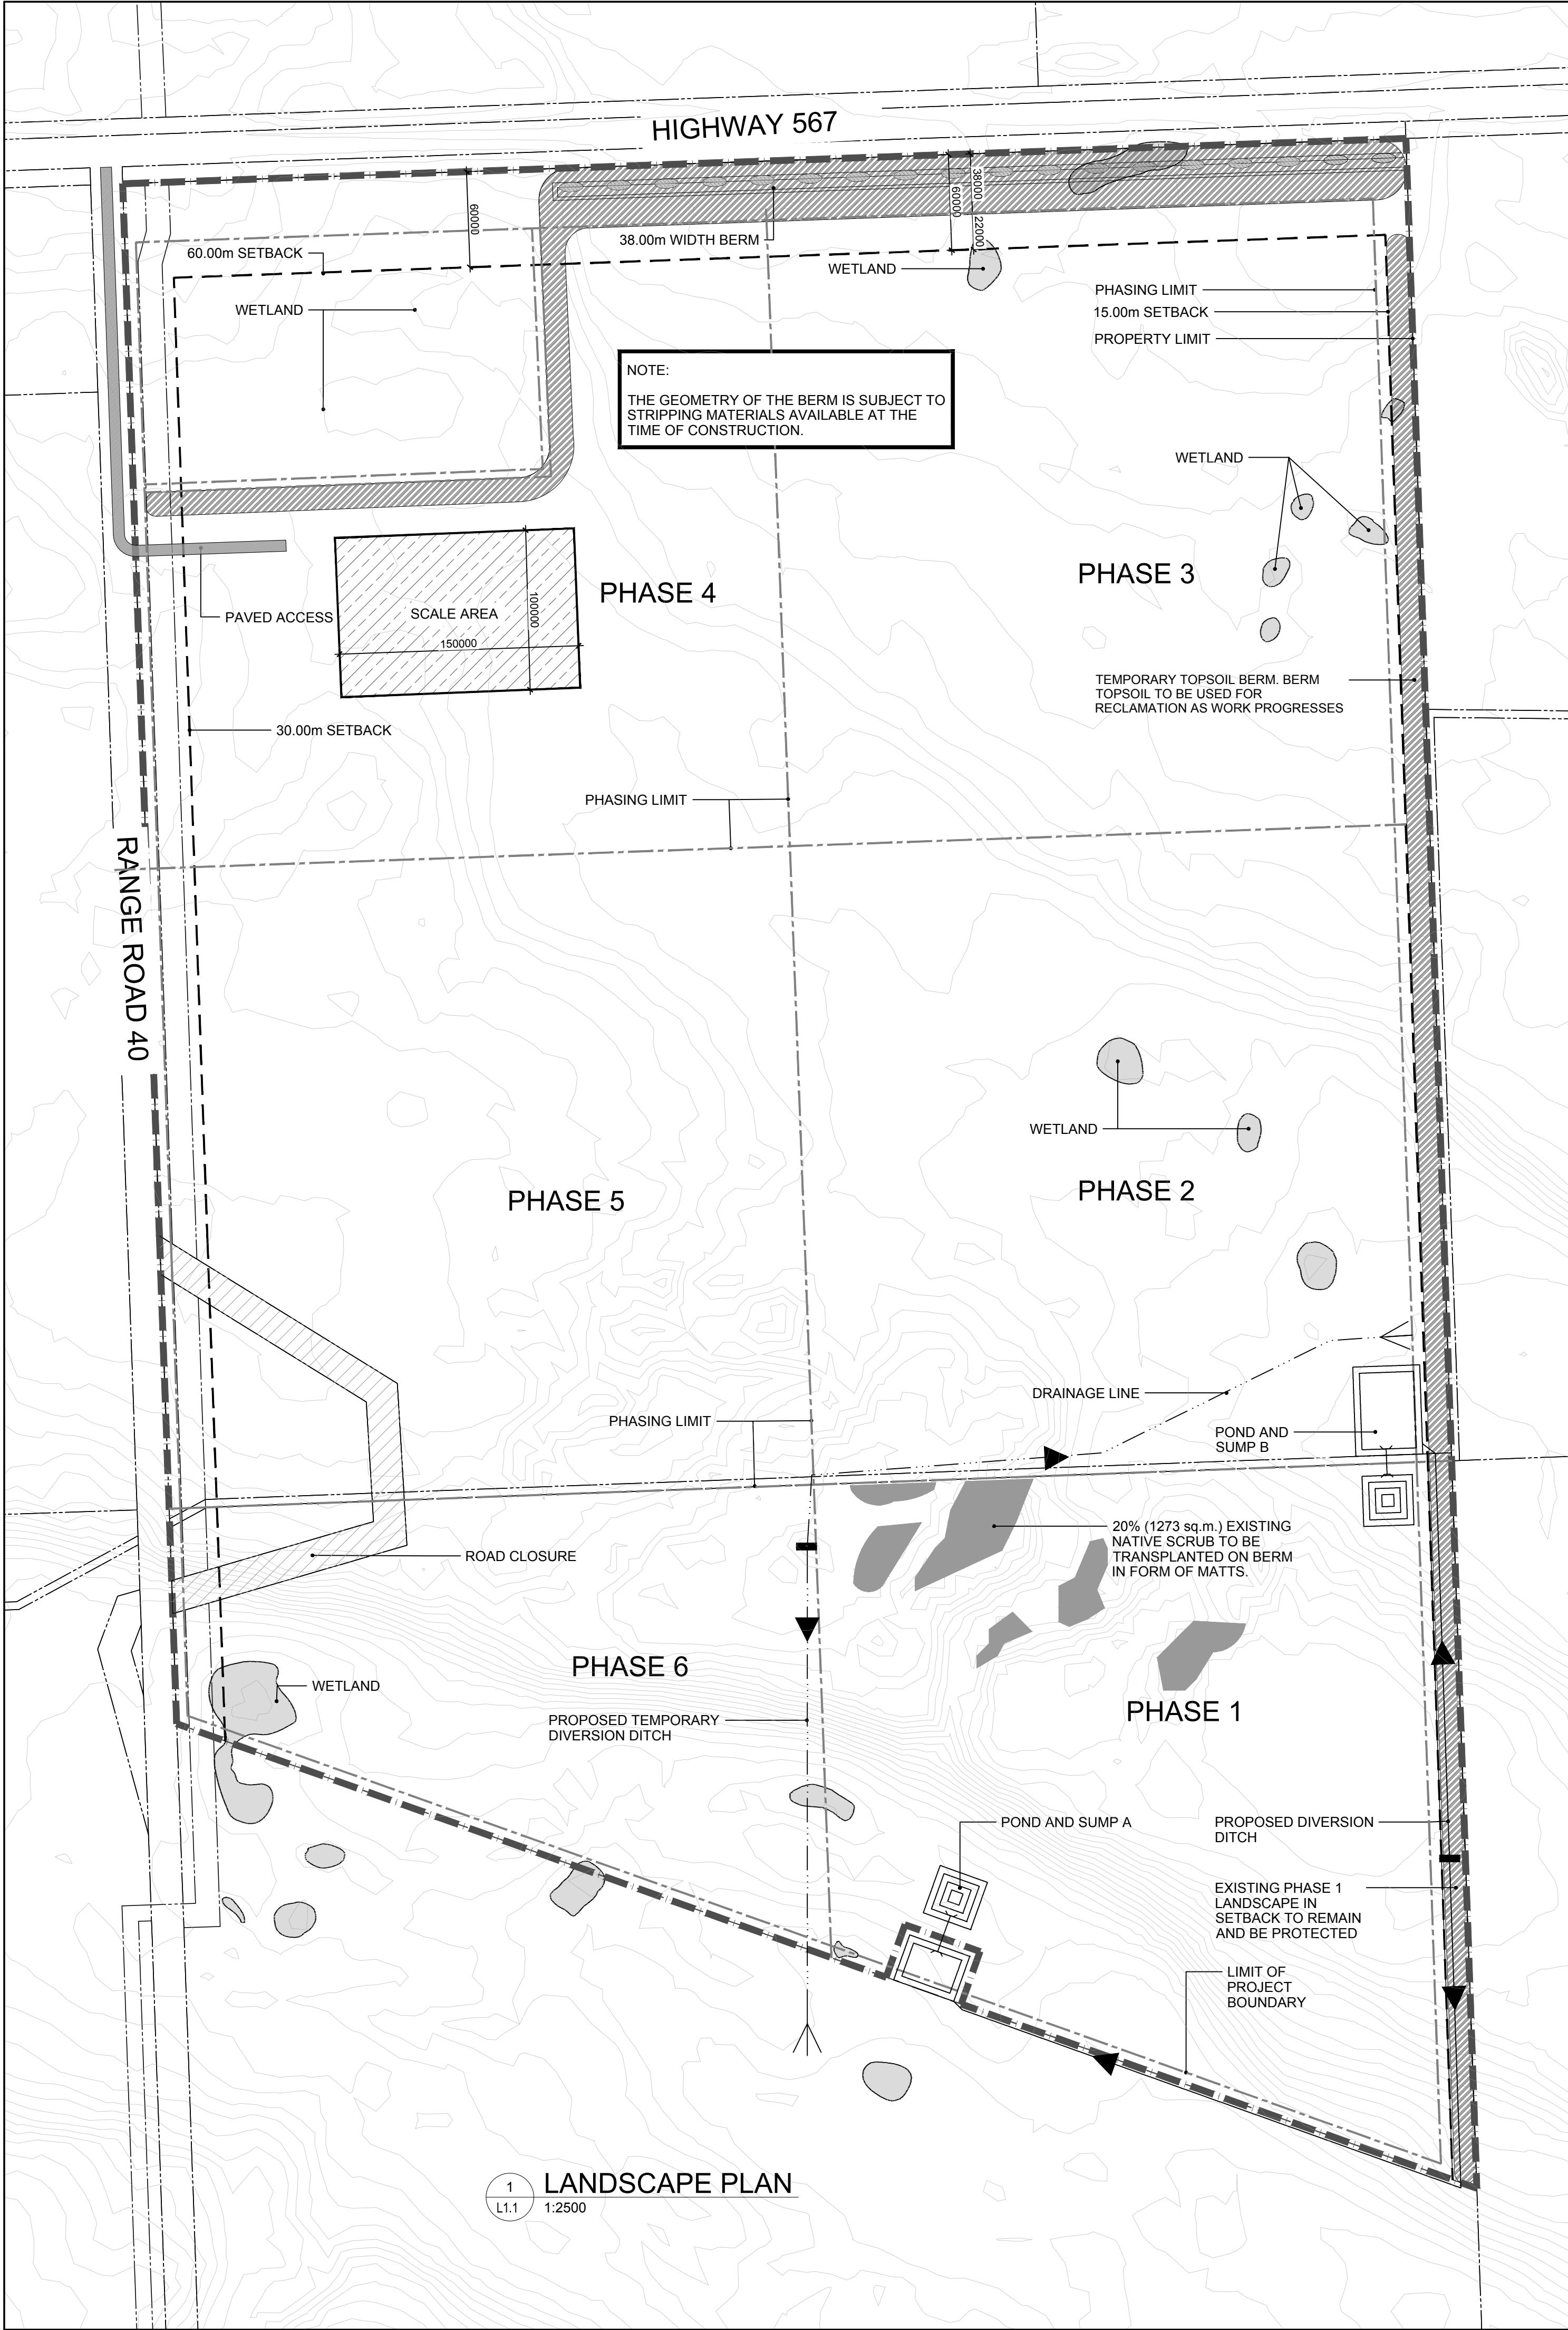 HIGHWAY 567
60000
38000
60000
22000
38.00m WIDTH BERM
60.00m SETBACK
WETLAND
WETLAND
PHASING LIMIT
15.00m SETBACK
PROPERTY LIMIT
NOTE:
THE GEOMETRY OF THE BERM IS SUBJECT TO
STRIPPING MATERIALS AVAILABLE AT THE
TIME OF CONSTRUCTION.
WETLAND
PHASE 4
PHASE 3
PAVED ACCESS
SCALE AREA
100000
150000
TEMPORARY TOPSOIL BERM. BERM
TOPSOIL TO BE USED FOR
RECLAMATION AS WORK PROGRESSES
30.00m SETBACK
PHASING LIMIT
RANGE ROAD 40
WETLAND
PHASE 5
PHASE 2
DRAINAGE LINE
PHASING LIMIT
POND AND
SUMP B
20% (1273 sq.m.) EXISTING
NATIVE SCRUB TO BE
TRANSPLANTED ON BERM
IN FORM OF MATTS.
ROAD CLOSURE
PHASE 6
WETLAND
PHASE 1
PROPOSED TEMPORARY
DIVERSION DITCH
POND AND SUMP A
PROPOSED DIVERSION
DITCH
EXISTING PHASE 1
LANDSCAPE IN
SETBACK TO REMAIN
AND BE PROTECTED
LIMIT OF
PROJECT
BOUNDARY
1
L1.1
LANDSCAPE PLAN
1:2500